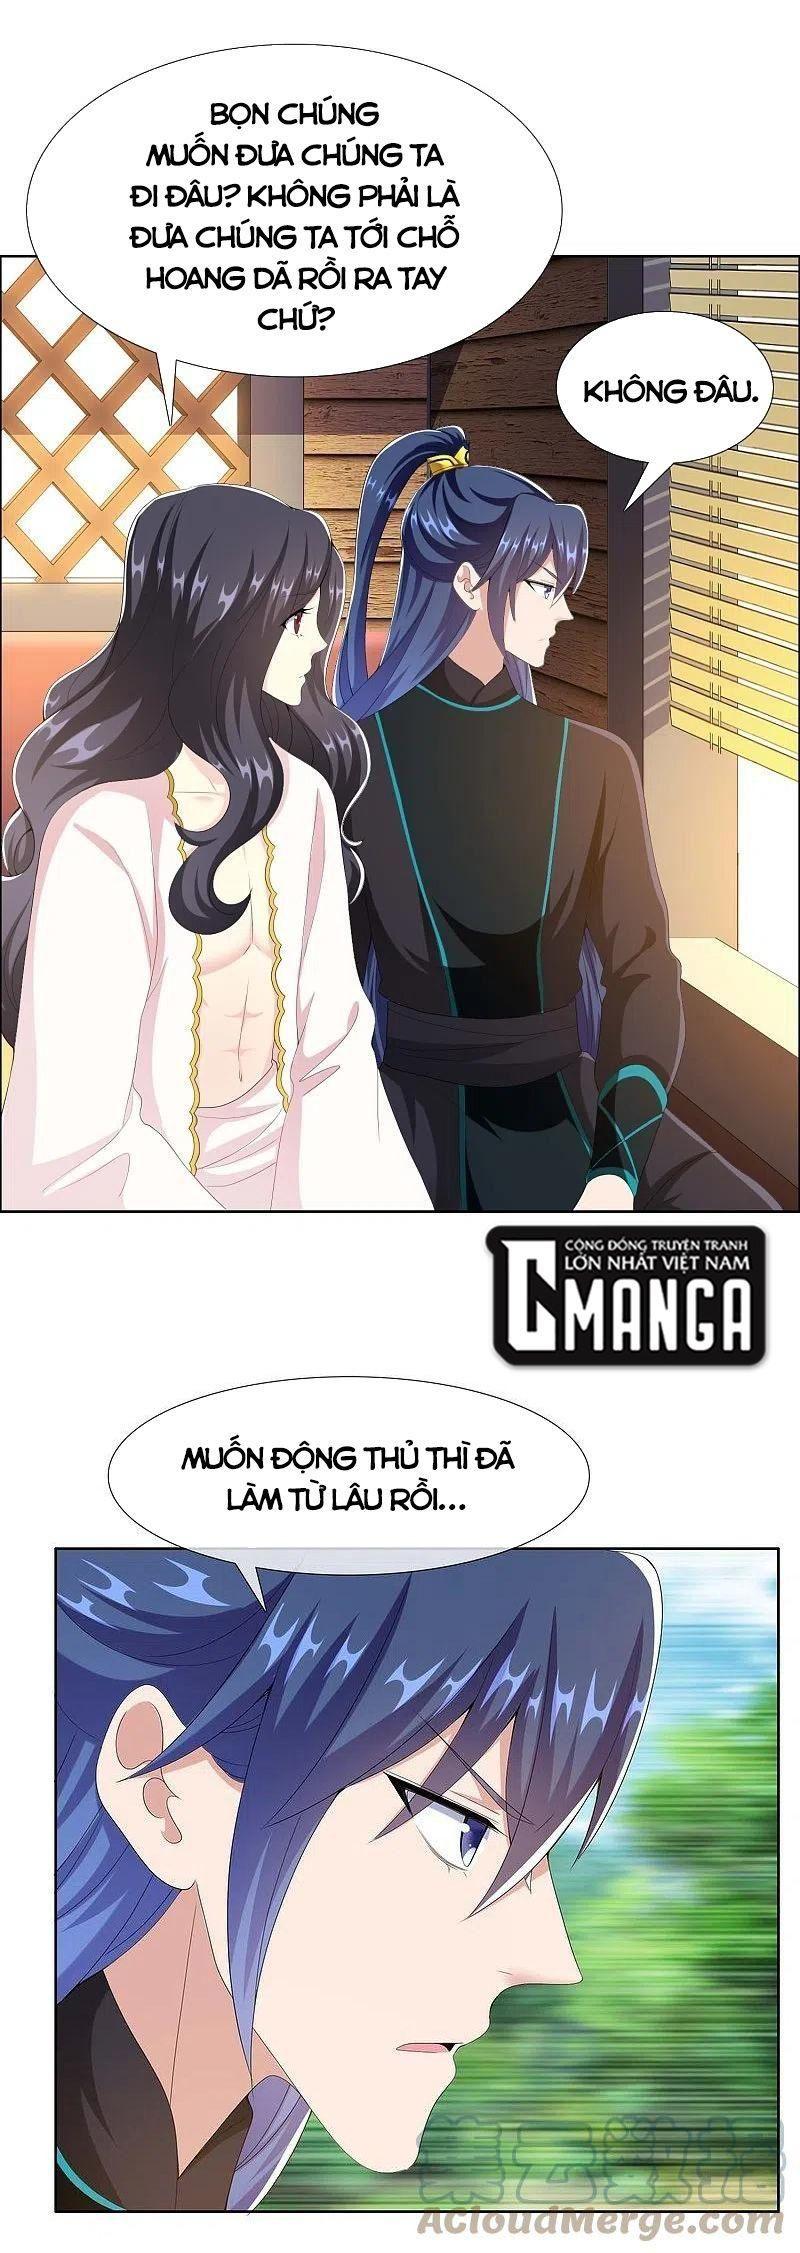 BỌN CHÚNG
MUỐN ĐƯA CHÚNG TA
ĐI ĐÂU? KHÔNG PHẢI LÀ
ĐƯA CHÚNG TA TỚI CHỖ
HOANG DÃ RỒI RA TAY
CHỨ?
KHÔNG ĐÂU.
CỘNG ĐỒNG TRUYỆN TRANH
LỚN NHẤT VIỆT NAM
CMANGA
MUỐN ĐỘNG THỦ THÌ ĐÃ
LÀM TỪ LÂU RỒI...
AcloudMerge.com